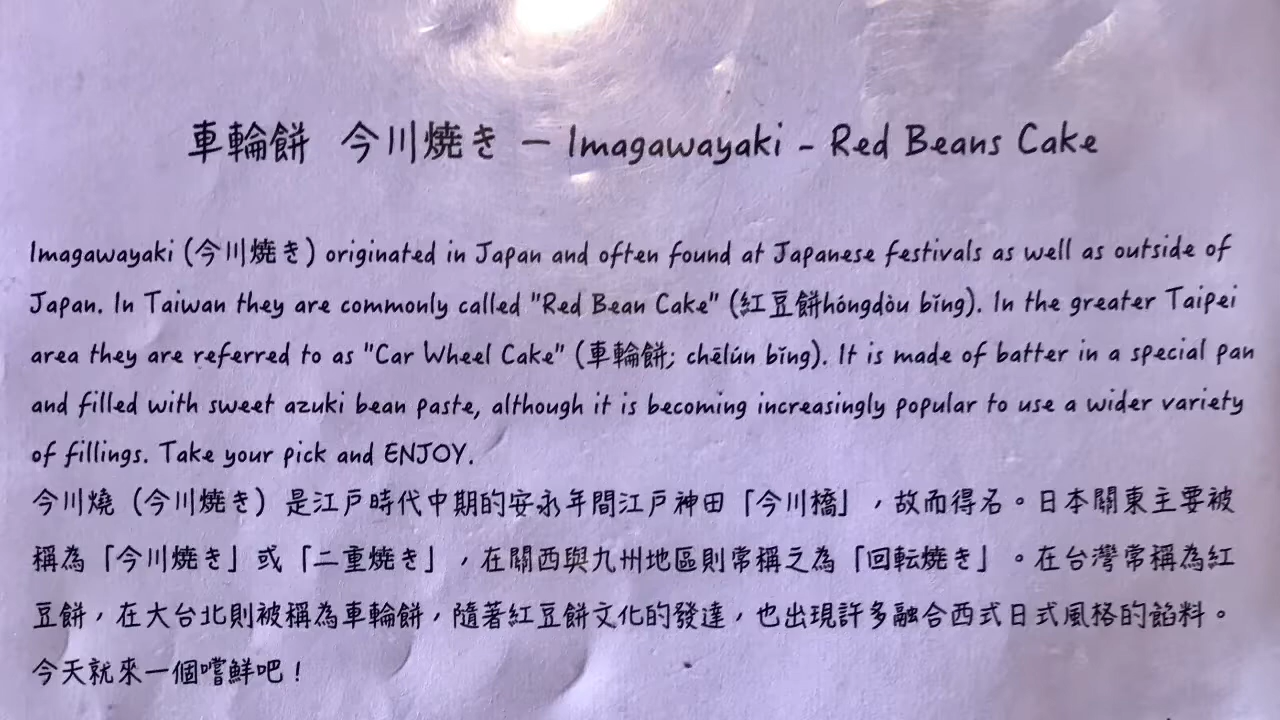 車輪餅 今川焼き — Imagawayaki - Red Beans Cake
Imagawayaki (今川焼き) originated in Japan and often found at Japanese festivals as well as outside of
Japan. In Taiwan they are commonly called "Red Bean Cake" (紅豆餅hóngdòu bǐng). In the greater Taipei
area they are referred to as "Car Wheel Cake" (車輪餅; chēlún bǐng). It is made of batter in a special pan
and filled with sweet azuki bean paste, although it is becoming increasingly popular to use a wider variety
of fillings. Take your pick and ENJOY.
今川燒（今川焼き）是江戶時代中期的安永年間江戶神田「今川橋」，故而得名。日本關東主要被
稱為「今川焼き」或「二重焼き」，在關西與九州地區則常稱之為「回転焼き」。在台灣常稱為紅
豆餅，在大台北則被稱為車輪餅，隨著紅豆餅文化的發達，也出現許多融合西式日式風格的餡料。
今天就來一個嚐鮮吧！